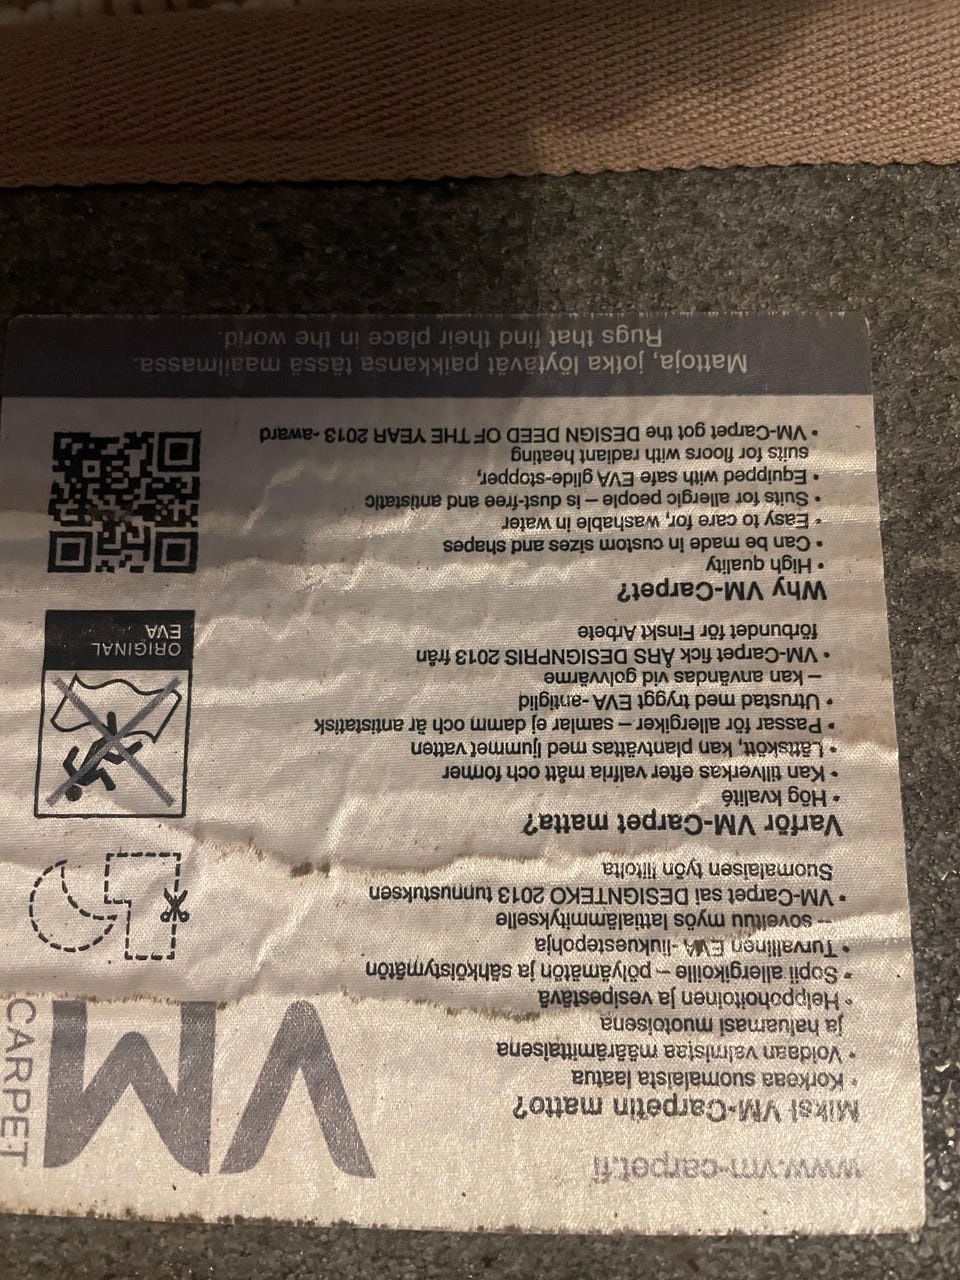 www.vm-carpet.fi
VM
CARPET
Miksi VM-Carpetin matto?
• Korkeaa suomalaista laatua
• Voidaan valmistaa määrämittaisena
ja haluamasi muotoisena
• Helppohoitoinen ja vesipestävä
• Sopii allergikoille – pölyämätön ja sähköistymätön
• Turvallinen EVA -liukuestepohja
– soveltuu myös lattialämmitykselle
• VM-Carpet sai DESIGNTEKO 2013 tunnustuksen
Suomalaisen työn liitolta
Varför VM-Carpet matta?
• Hög kvalité
• Kan tillverkas efter valfria mått och former
• Lättskött, kan plantvättas med ljummet vatten
• Passar för allergiker – samlar ej damm och är antistatisk
• Utrustad med tryggt EVA -antiglid
– kan användas vid golvvärme
• VM-Carpet fick ÅRS DESIGNPRIS 2013 från
förbundet för Finskt Arbete
ORIGINAL
EVA
Why VM-Carpet?
• High quality
• Can be made in custom sizes and shapes
• Easy to care for, washable in water
• Suits for allergic people – is dust-free and antistatic
• Equipped with safe EVA glide-stopper,
suits for floors with radiant heating
• VM-Carpet got the DESIGN DEED OF THE YEAR 2013 -award
Mattoja, jotka löytävät paikkansa tässä maailmassa.
Rugs that find their place in the world.